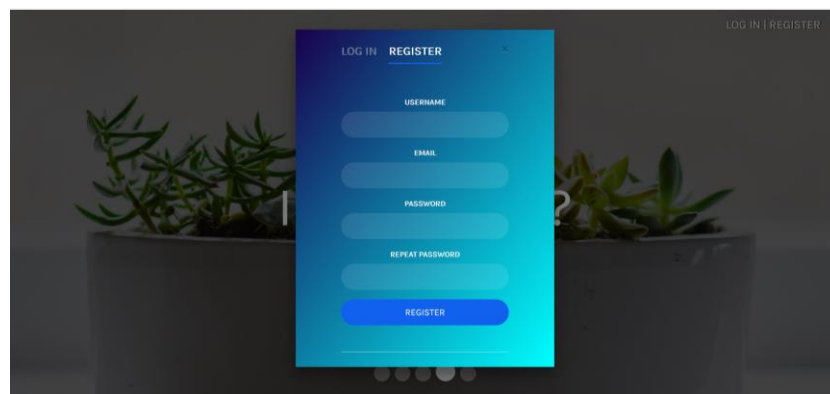 LOG IN | REGISTER
LOG IN REGISTER ×
USERNAME
EMAIL
PASSWORD
REPEAT PASSWORD
REGISTER
I ?